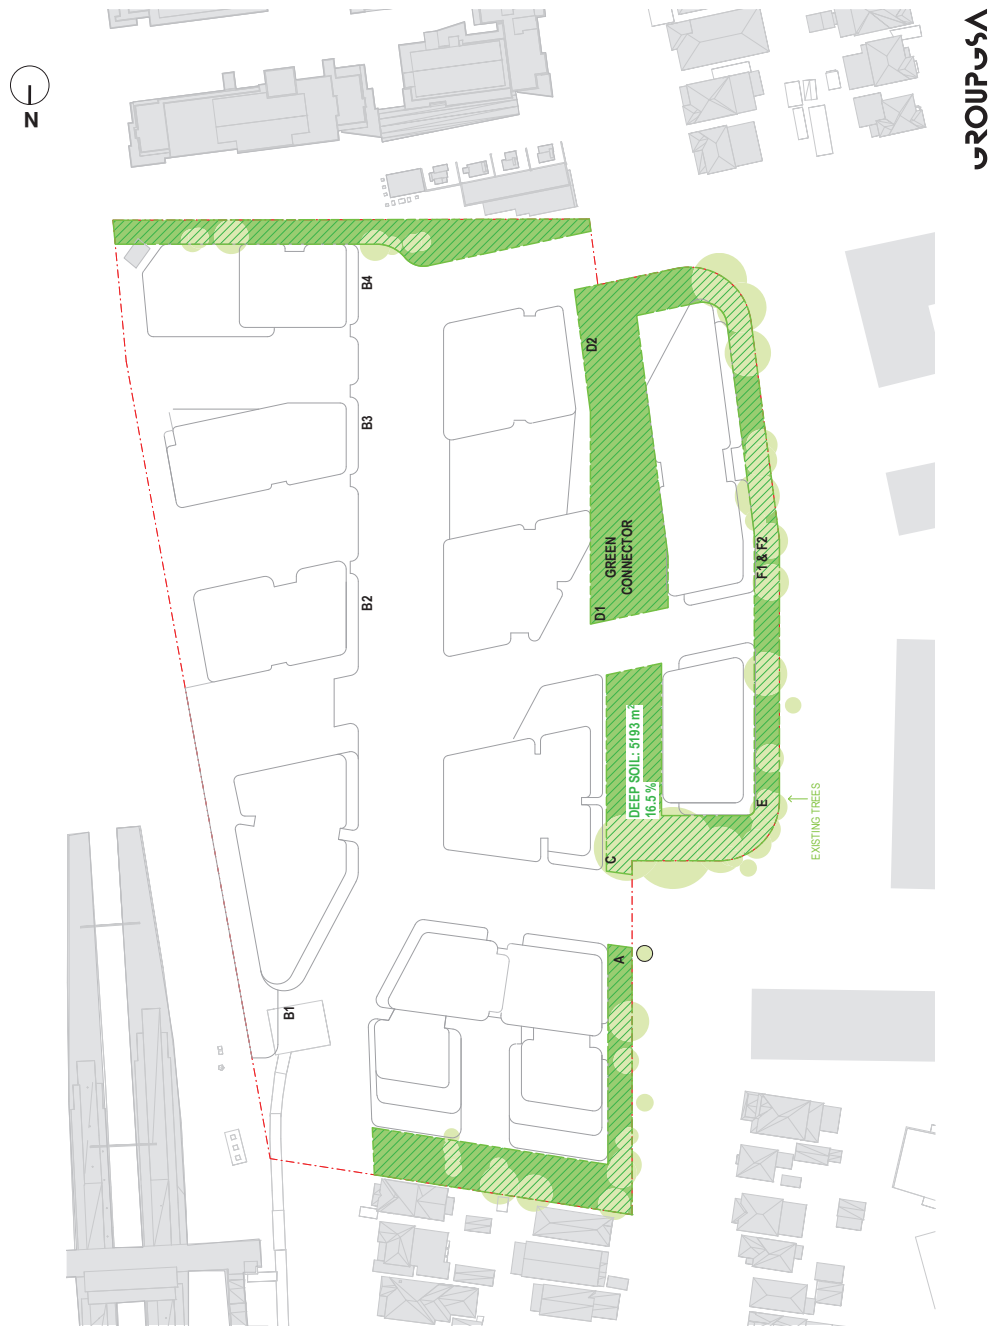 GROUPGSA
N
B4
D2
B3
GREEN
CONNECTOR
F1 & F2
B2
D1
DEEP SOIL: 5193 m²
16.5 %
E
EXISTING TREES
C
A
B1